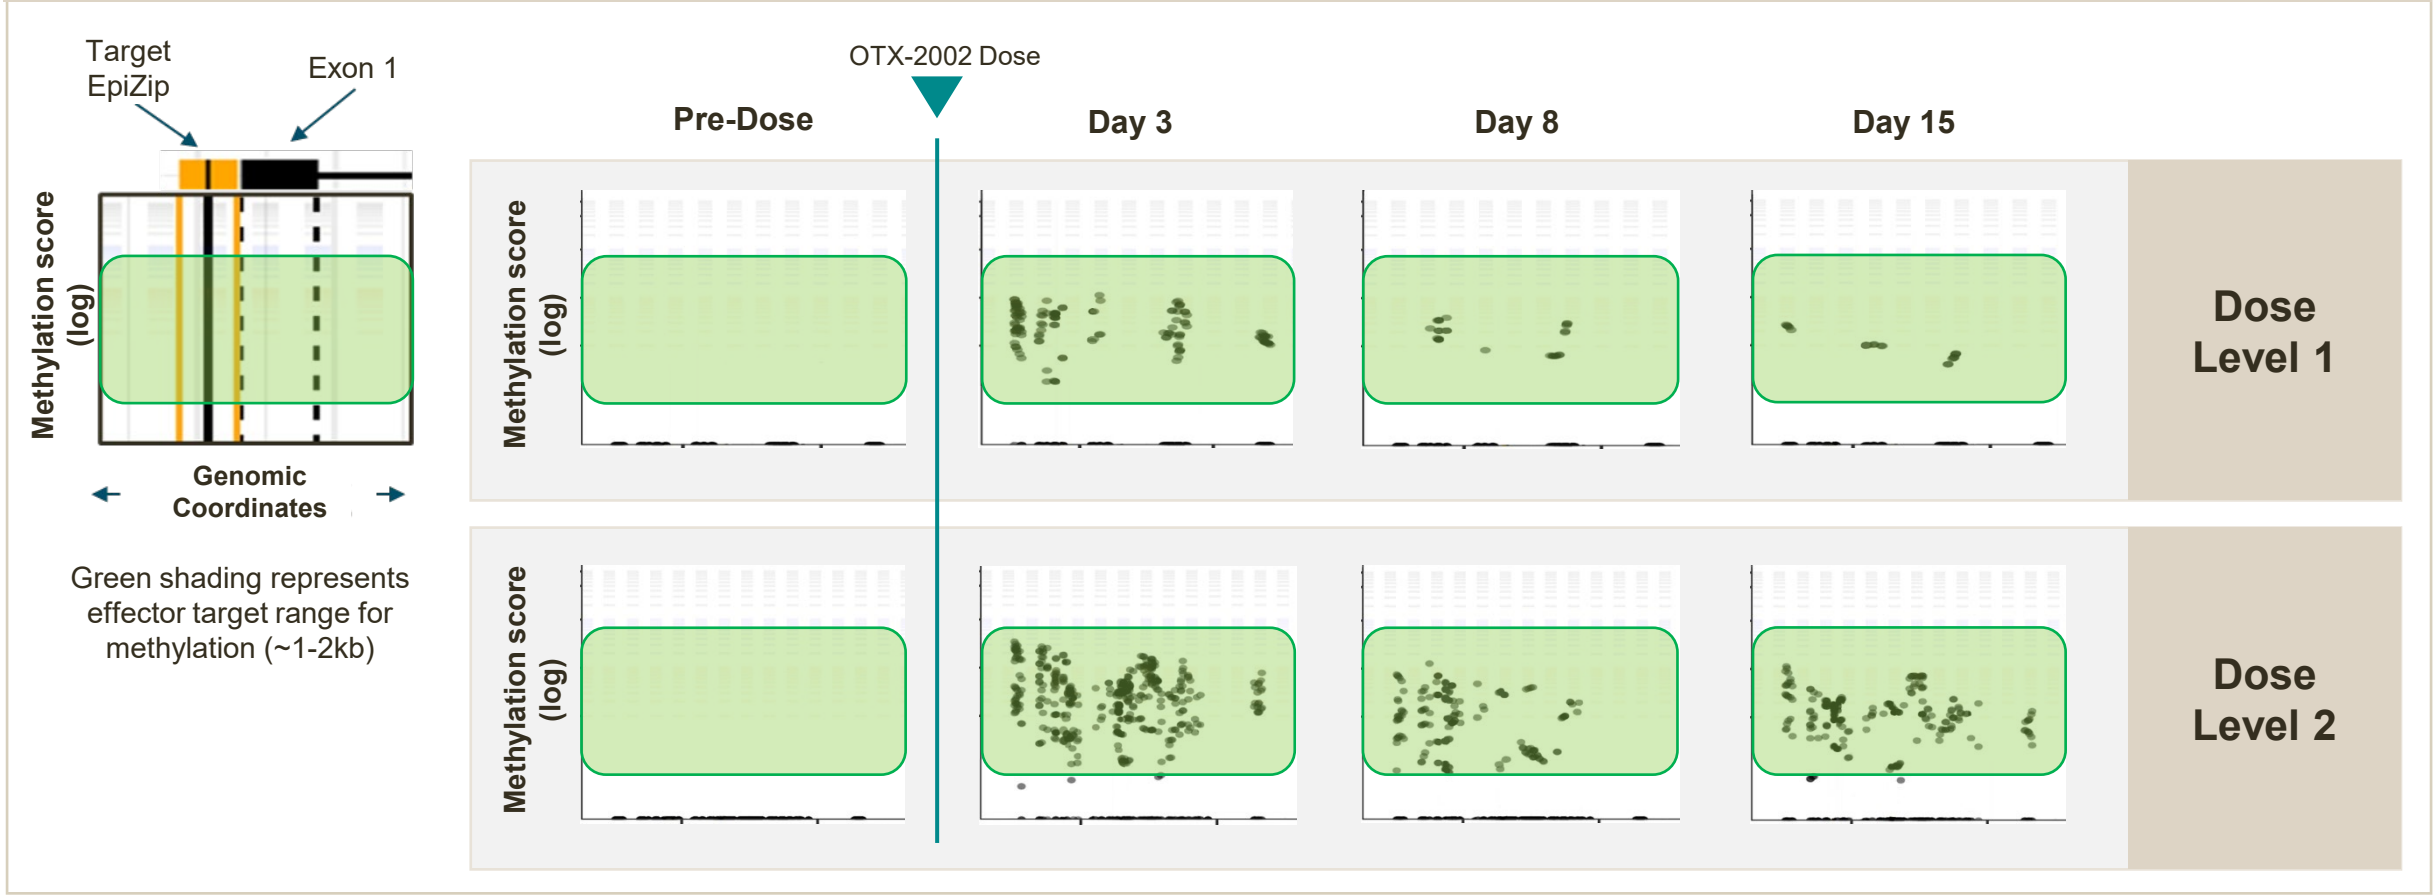 Target
EpiZip
Exon 1
Methylation score
(log)
Genomic
Coordinates
Green shading represents
effector target range for
methylation (~1-2kb)
OTX-2002 Dose
Pre-Dose
Day 3
Day 8
Day 15
Methylation score
(log)
Dose
Level 1
Methylation score
(log)
Dose
Level 2